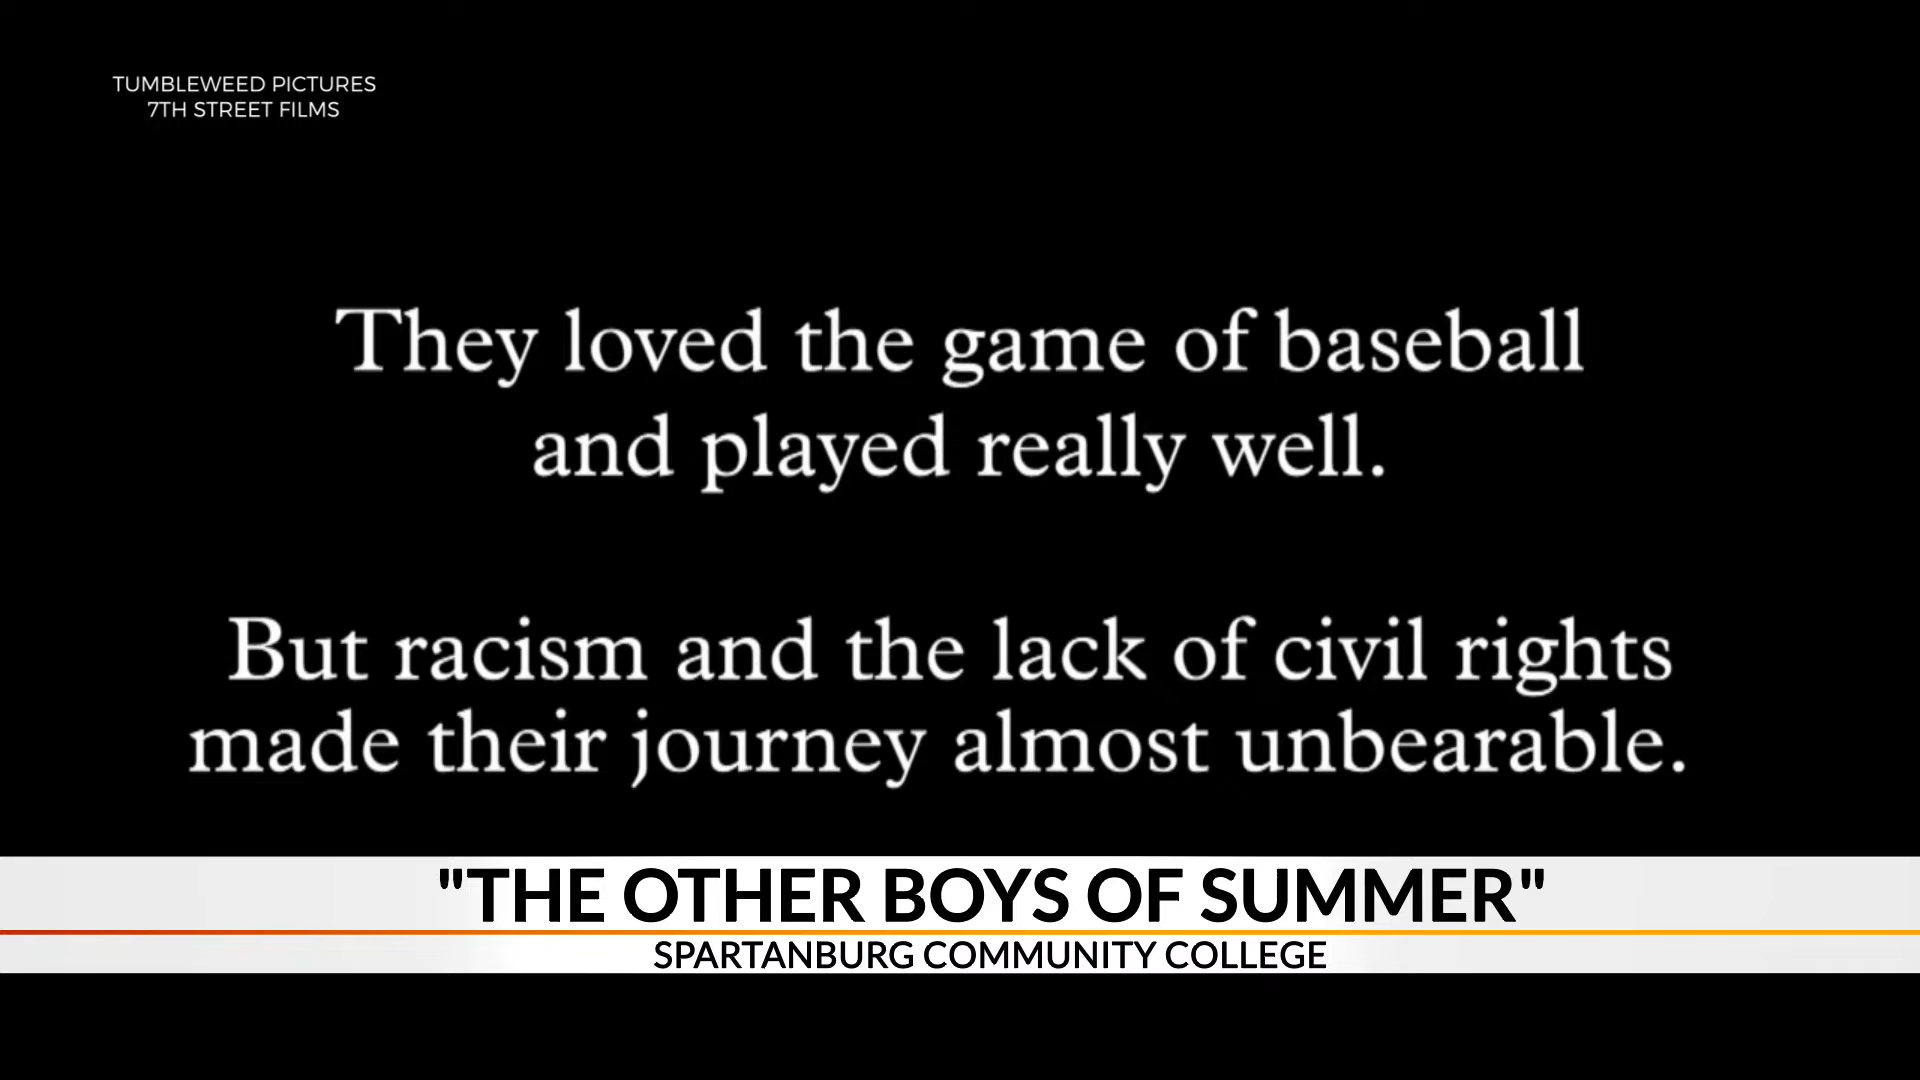 TUMBLEWEED PICTURES
7TH STREET FILMS
They loved the game of baseball
and played really well.
But racism and the lack of civil rights
made their journey almost unbearable.
"THE OTHER BOYS OF SUMMER"
SPARTANBURG COMMUNITY COLLEGE